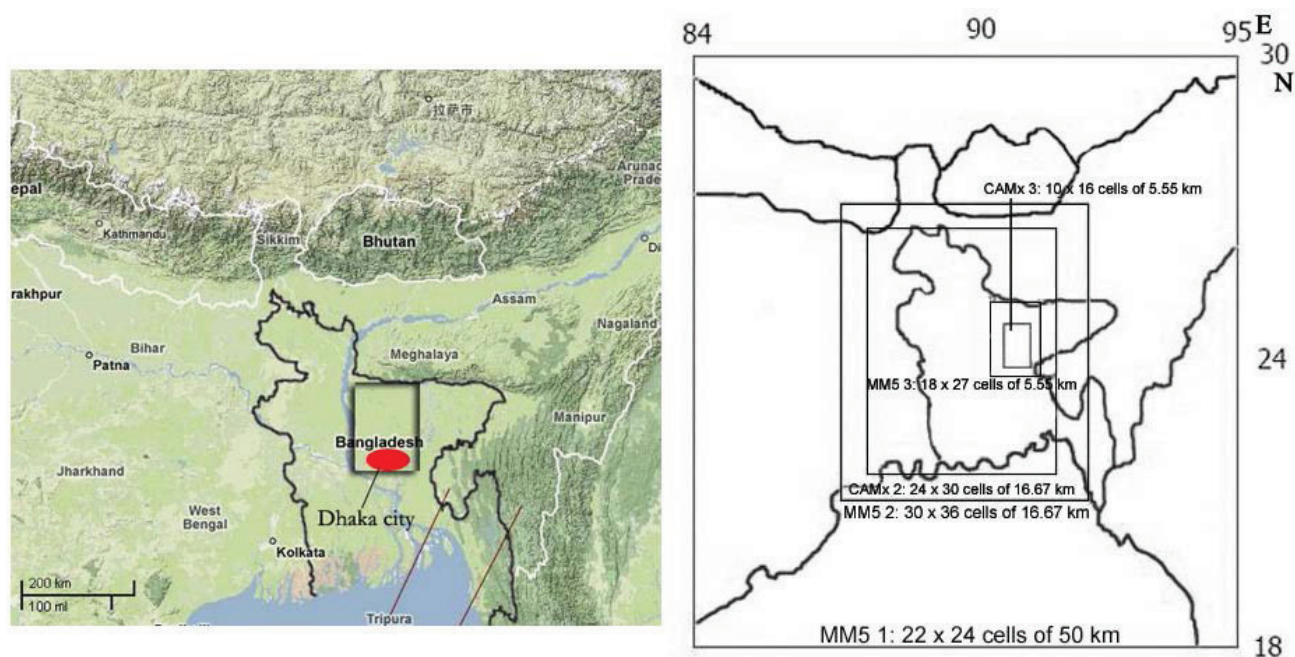 拉萨市
Arunac
Prade
epal
Kathmandu
Sikkim
Bhutan
Di
rakhpur
Assam
Nagaland
Bihar
Patna
Meghalaya
Manipur
Bangladesh
Jharkhand
Dhaka city
West
Bengal
Kolkata
200 km
100 mi
Tripura
84
90
95 E
30
N
CAMx 3: 10 x 16 cells of 5.55 km
24
MM5 3: 18 x 27 cells of 5.55 km
CAMx 2: 24 x 30 cells of 16.67 km
MM5 2: 30 x 36 cells of 16.67 km
MM5 1: 22 x 24 cells of 50 km
18